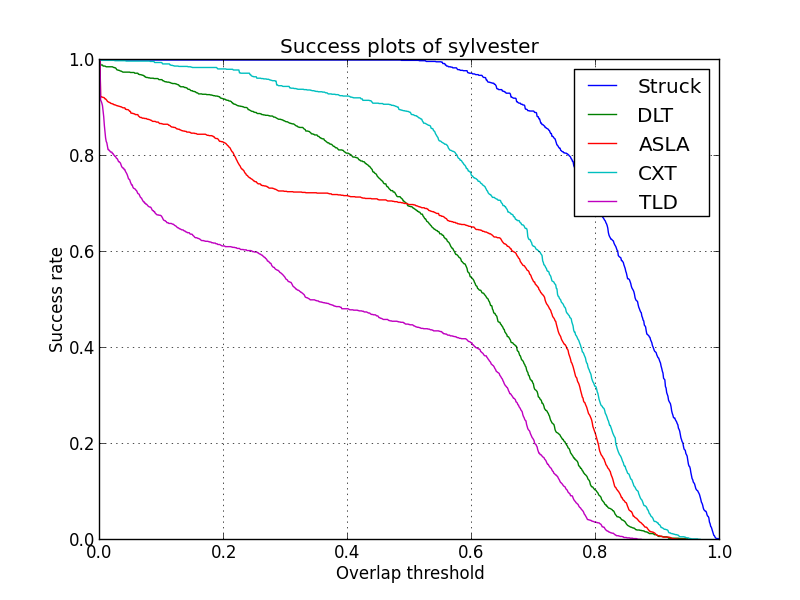 Success plots of sylvester
Success rate
1.0
0.8
0.6
0.4
0.2
0.0
0.0 0.2 0.4 0.6 0.8 1.0
Overlap threshold
Struck
DLT
ASLA
CXT
TLD